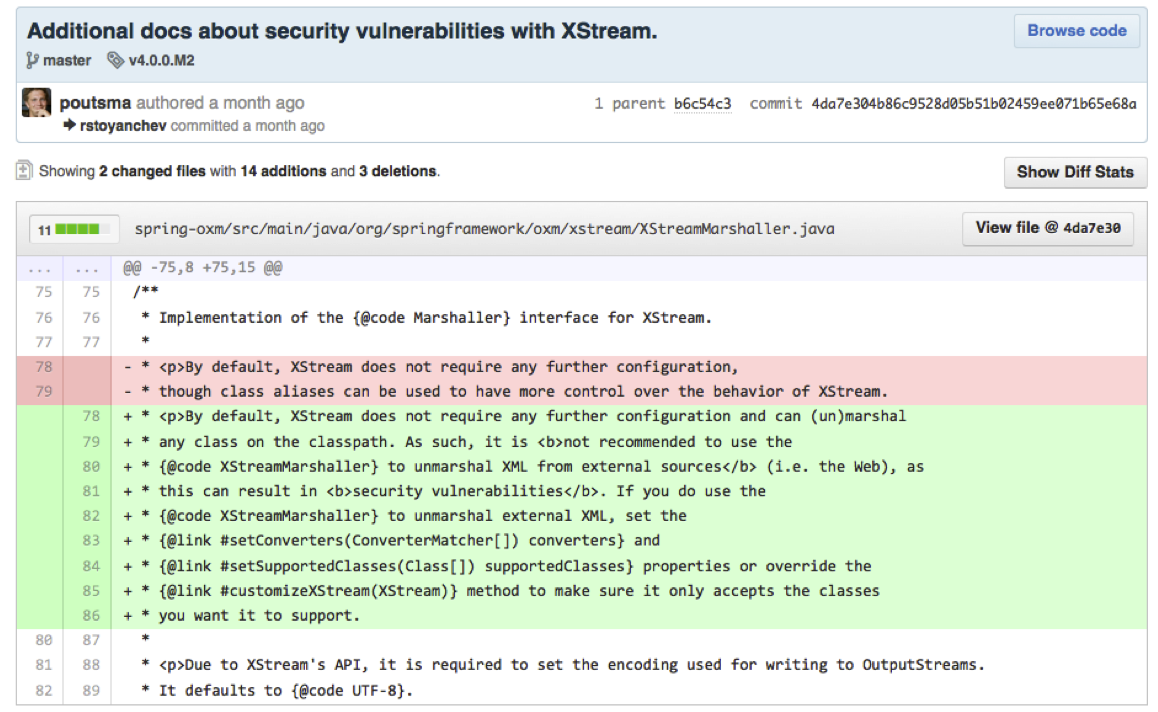 Additional docs about security vulnerabilities with XStream.
Browse code
master v4.0.0.M2
poutsma authored a month ago
1 parent b6c54c3 commit 4da7e304b86c9528d05b51b02459ee071b65e68a
rstoyanchev committed a month ago
Showing 2 changed files with 14 additions and 3 deletions.
Show Diff Stats
11 spring-oxm/src/main/java/org/springframework/oxm/xstream/XStreamMarshaller.java
View file @ 4da7e30
... ... @@ -75,8 +75,15 @@
75 75 /**
76 76 * Implementation of the {@code Marshaller} interface for XStream.
77 77 *
78 - * <p>By default, XStream does not require any further configuration,
79 - * though class aliases can be used to have more control over the behavior of XStream.
78 + * <p>By default, XStream does not require any further configuration and can (un)marshal
79 + * any class on the classpath. As such, it is <b>not recommended to use the
80 + * {@code XStreamMarshaller} to unmarshal XML from external sources</b> (i.e. the Web), as
81 + * this can result in <b>security vulnerabilities</b>. If you do use the
82 + * {@code XStreamMarshaller} to unmarshal external XML, set the
83 + * {@link #setConverters(ConverterMatcher[]) converters} and
84 + * {@link #setSupportedClasses(Class[]) supportedClasses} properties or override the
85 + * {@link #customizeXStream(XStream)} method to make sure it only accepts the classes
86 + * you want it to support.
80 87 *
81 88 * <p>Due to XStream's API, it is required to set the encoding used for writing to OutputStreams.
82 89 * It defaults to {@code UTF-8}.